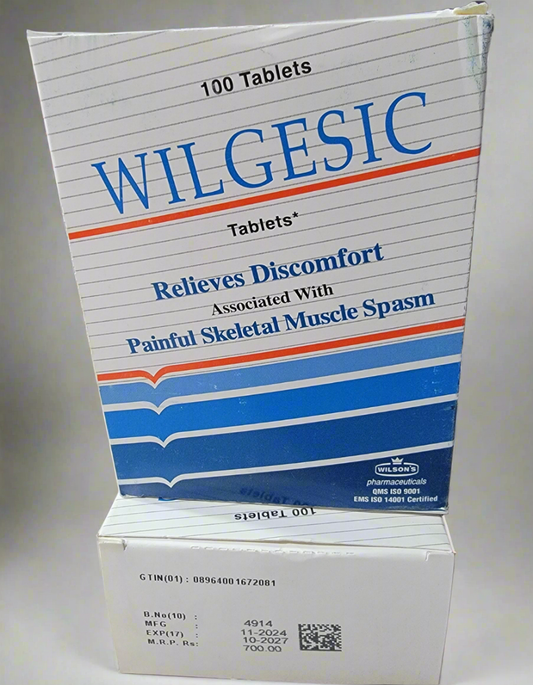 100 Tablets
WILGESIC
Tablets*
Relieves Discomfort
Associated With
Painful Skeletal Muscle Spasm
WILSON'S
pharmaceuticals
QMS ISO 9001
EMS ISO 14001 Certified
100 Tablets
100 Tablets
GTIN(01) : 08964001672081
B.No(10) : 4914
MFG : 11-2024
EXP(17) : 10-2027
M.R.P. Rs: 700.00